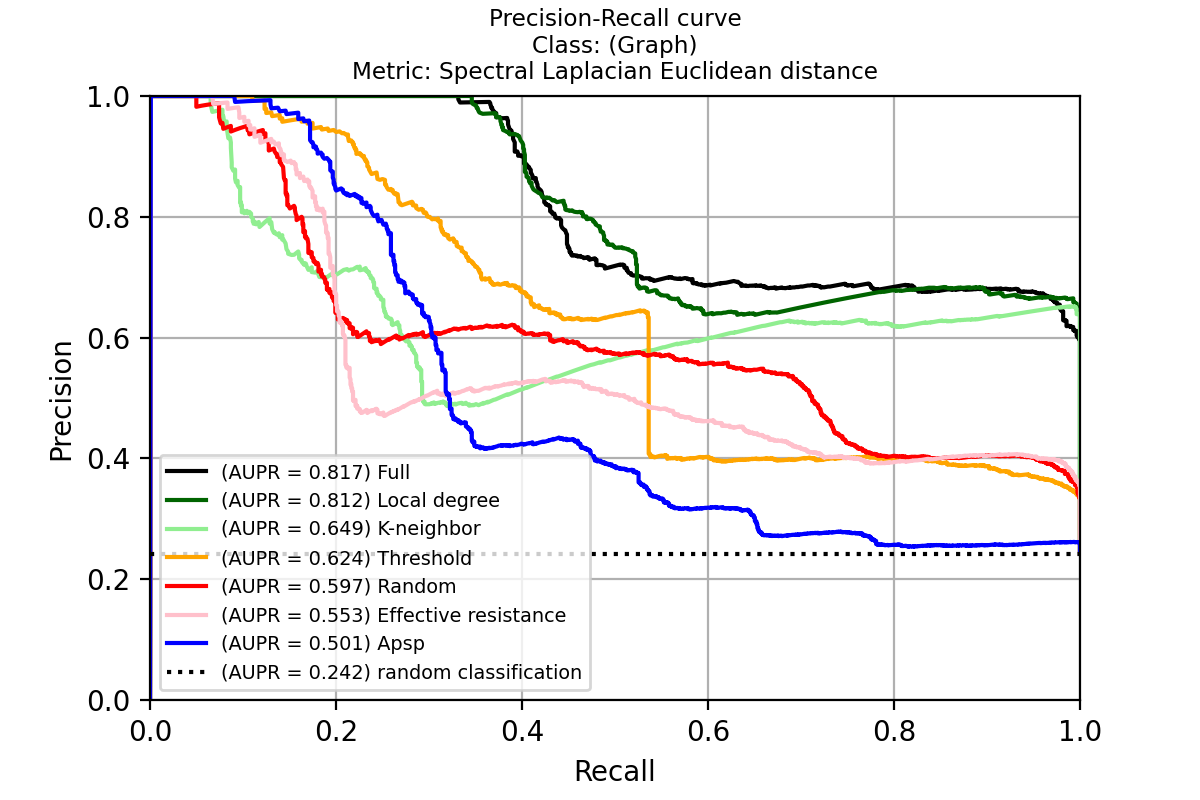 Precision-Recall curve
Class: (Graph)
Metric: Spectral Laplacian Euclidean distance
1.0
0.8
0.6
0.4
0.2
0.0
Precision
(AUPR = 0.817) Full
(AUPR = 0.812) Local degree
(AUPR = 0.649) K-neighbor
(AUPR = 0.624) Threshold
(AUPR = 0.597) Random
(AUPR = 0.553) Effective resistance
(AUPR = 0.501) Apsp
(AUPR = 0.242) random classification
0.0 0.2 0.4 0.6 0.8 1.0
Recall